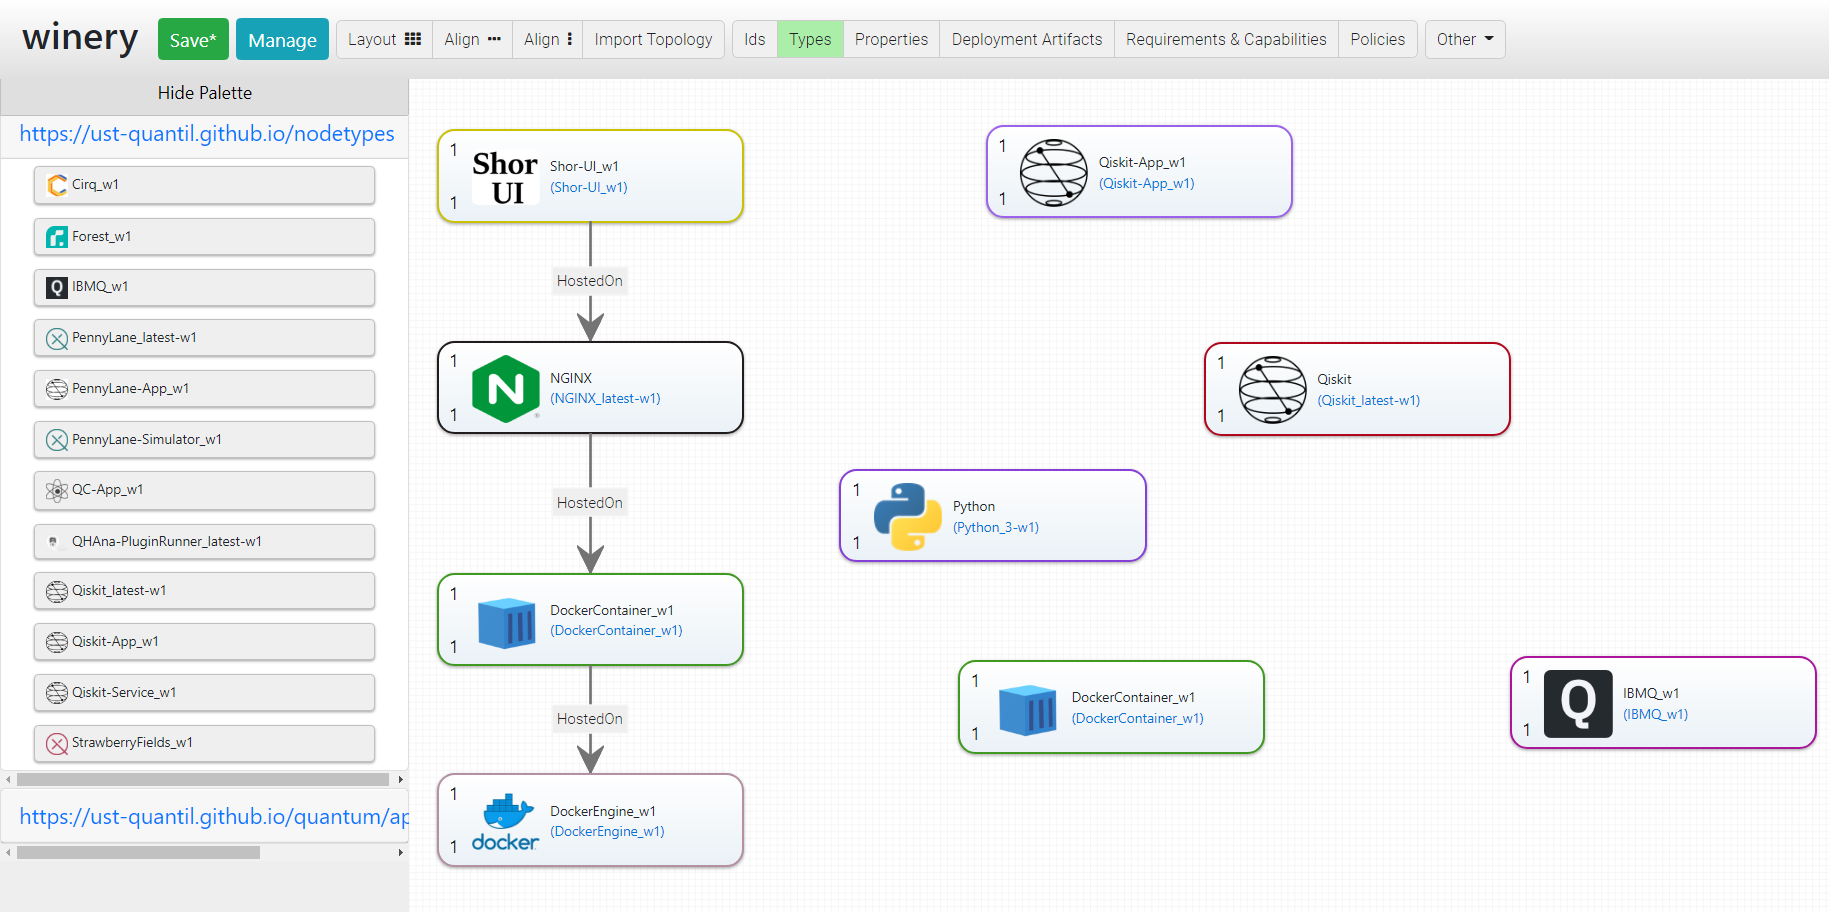 winery
Save*
Manage
Layout
Align
Align
Import Topology
Ids
Types
Properties
Deployment Artifacts
Requirements & Capabilities
Policies
Other
Hide Palette
https://ust-quantil.github.io/nodetypes
Cirq_w1
Forest_w1
IBMQ_w1
PennyLane_latest-w1
PennyLane-App_w1
PennyLane-Simulator_w1
QC-App_w1
QHAna-PluginRunner_latest-w1
Qiskit_latest-w1
Qiskit-App_w1
Qiskit-Service_w1
StrawberryFields_w1
https://ust-quantil.github.io/quantum/ap
1
1
Shor
UI
Shor-UI_w1
(Shor-UI_w1)
HostedOn
1
1
N
NGINX
(NGINX_latest-w1)
HostedOn
1
1
DockerContainer_w1
(DockerContainer_w1)
HostedOn
1
1
docker
DockerEngine_w1
(DockerEngine_w1)
1
1
Qiskit-App_w1
(Qiskit-App_w1)
1
1
Qiskit
(Qiskit_latest-w1)
1
1
Python
(Python_3-w1)
1
1
DockerContainer_w1
(DockerContainer_w1)
1
1
Q
IBMQ_w1
(IBMQ_w1)